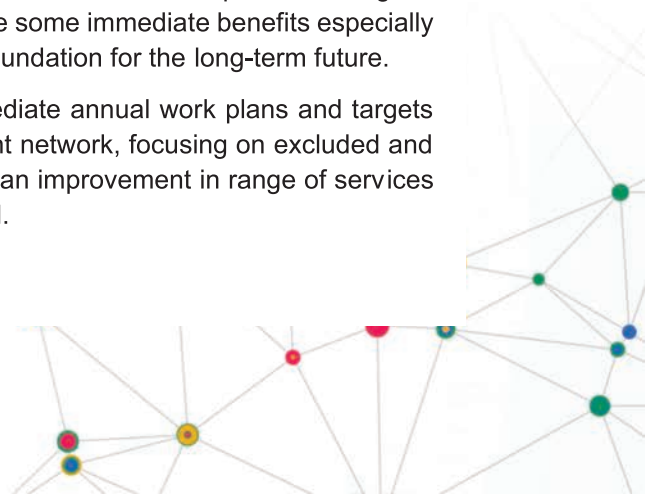 e some immediate benefits especially
undation for the long-term future.
ediate annual work plans and targets
nt network, focusing on excluded and
an improvement in range of services